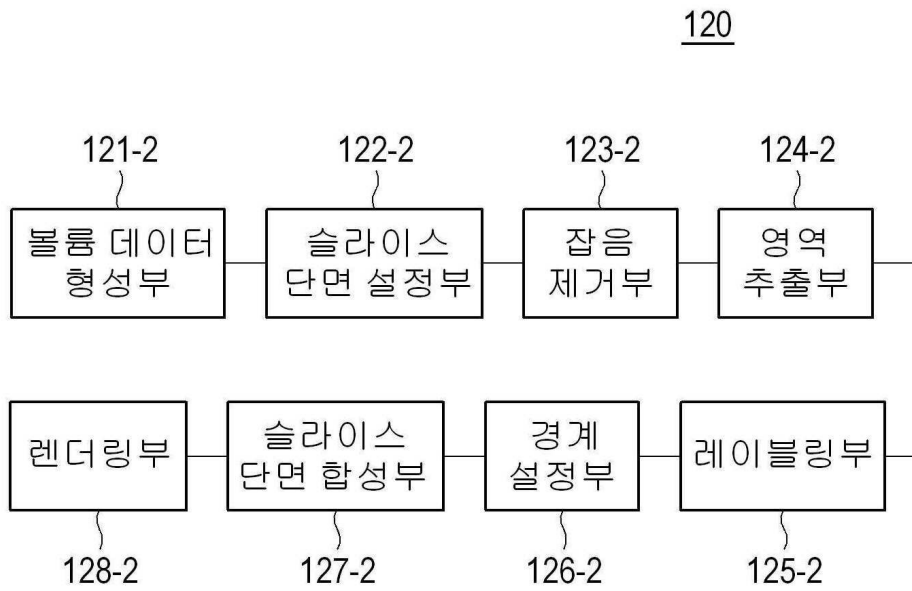 120
121-2
122-2
123-2
124-2
볼륨 데이터
형성부
슬라이스
단면 설정부
잡음
제거부
영역
추출부
렌더링부
슬라이스
단면 합성부
경계
설정부
레이블링부
128-2
127-2
126-2
125-2